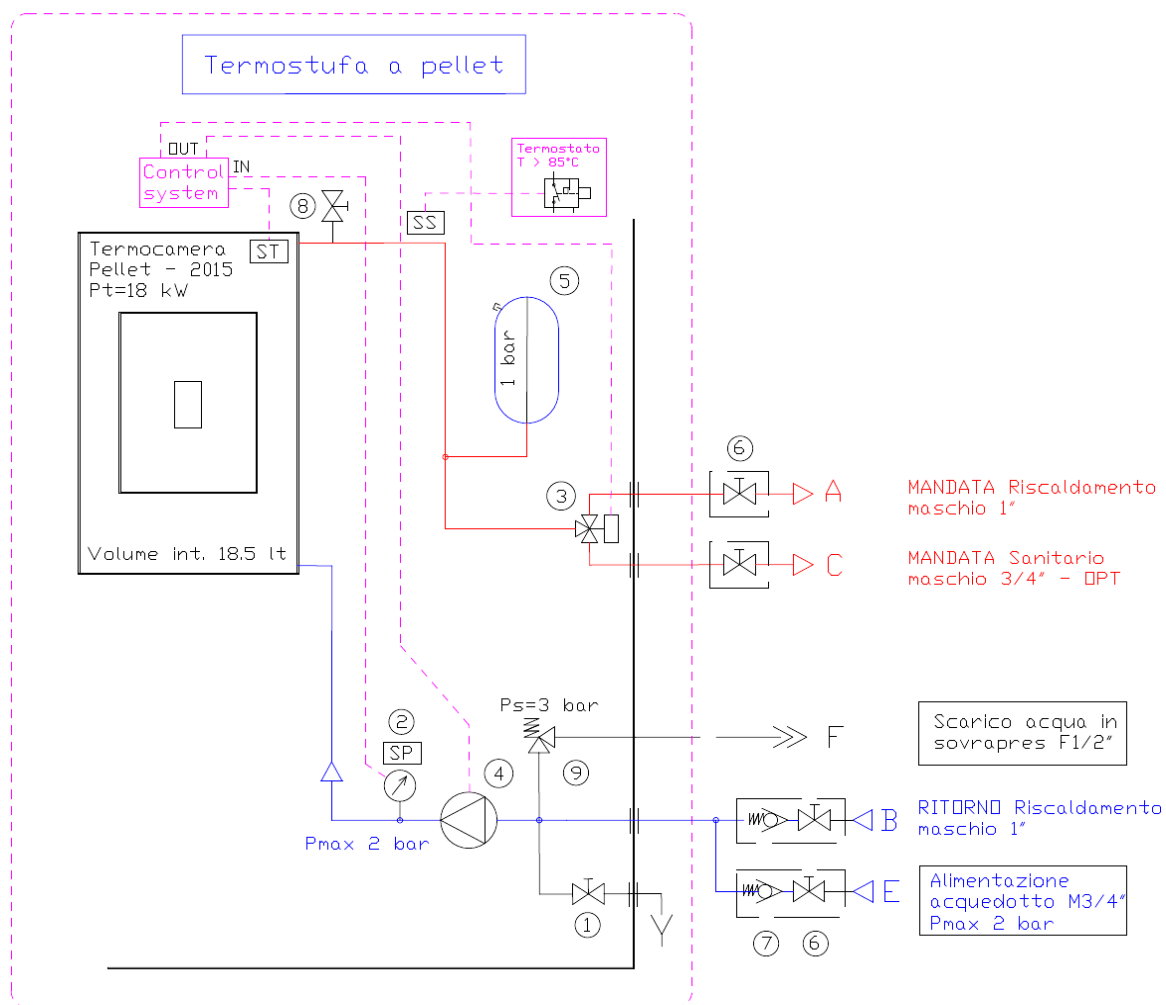 Termostufa a pellet
OUT
IN
Control
system
Termostato
T > 85°C
8
SS
Termocamera
Pellet - 2015
Pt=18 kW
ST
5
1 bar
6
3
A
MANDATA Riscaldamento
maschio 1"
Volume int. 18.5 lt
C
MANDATA Sanitario
maschio 3/4" - OPT
Ps=3 bar
2
SP
F
Scarico acqua in
sovrapres F1/2"
4
9
Pmax 2 bar
B
RITORNO Riscaldamento
maschio 1"
E
Alimentazione
acquedotto M3/4"
Pmax 2 bar
1
7
6